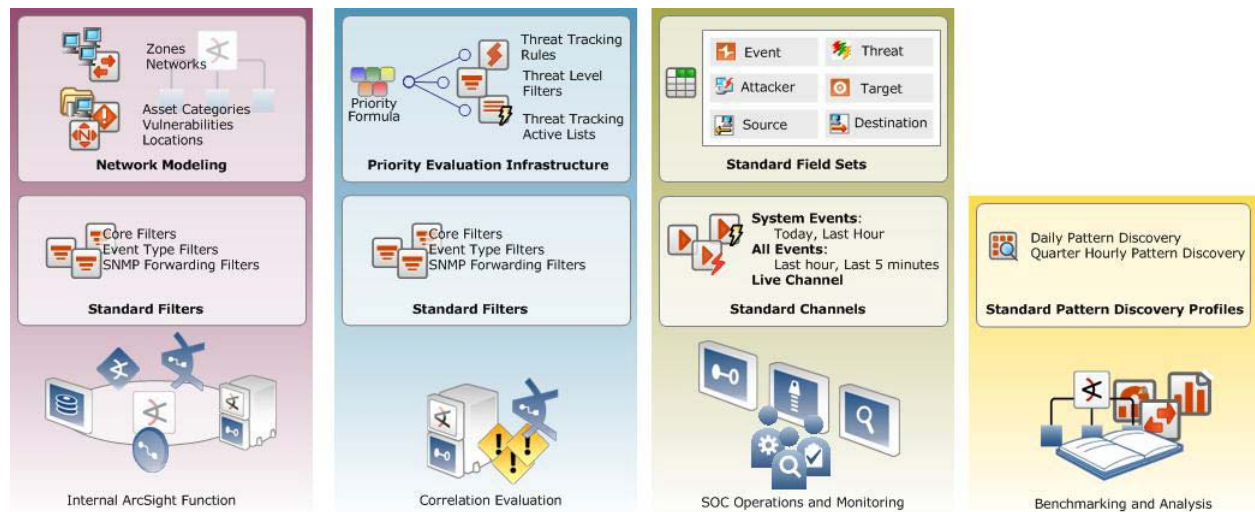 Zones
Networks
Asset Categories
Vulnerabilities
Locations
Network Modeling
Core Filters
Event Type Filters
SNMP Forwarding Filters
Standard Filters
Internal ArcSight Function
Priority
Formula
Threat Tracking
Rules
Threat Level
Filters
Threat Tracking
Active Lists
Priority Evaluation Infrastructure
Core Filters
Event Type Filters
SNMP Forwarding Filters
Standard Filters
Correlation Evaluation
Event
Threat
Attacker
Target
Source
Destination
Standard Field Sets
System Events:
Today, Last Hour
All Events:
Last hour, Last 5 minutes
Live Channel
Standard Channels
SOC Operations and Monitoring
Daily Pattern Discovery
Quarter Hourly Pattern Discovery
Standard Pattern Discovery Profiles
Benchmarking and Analysis